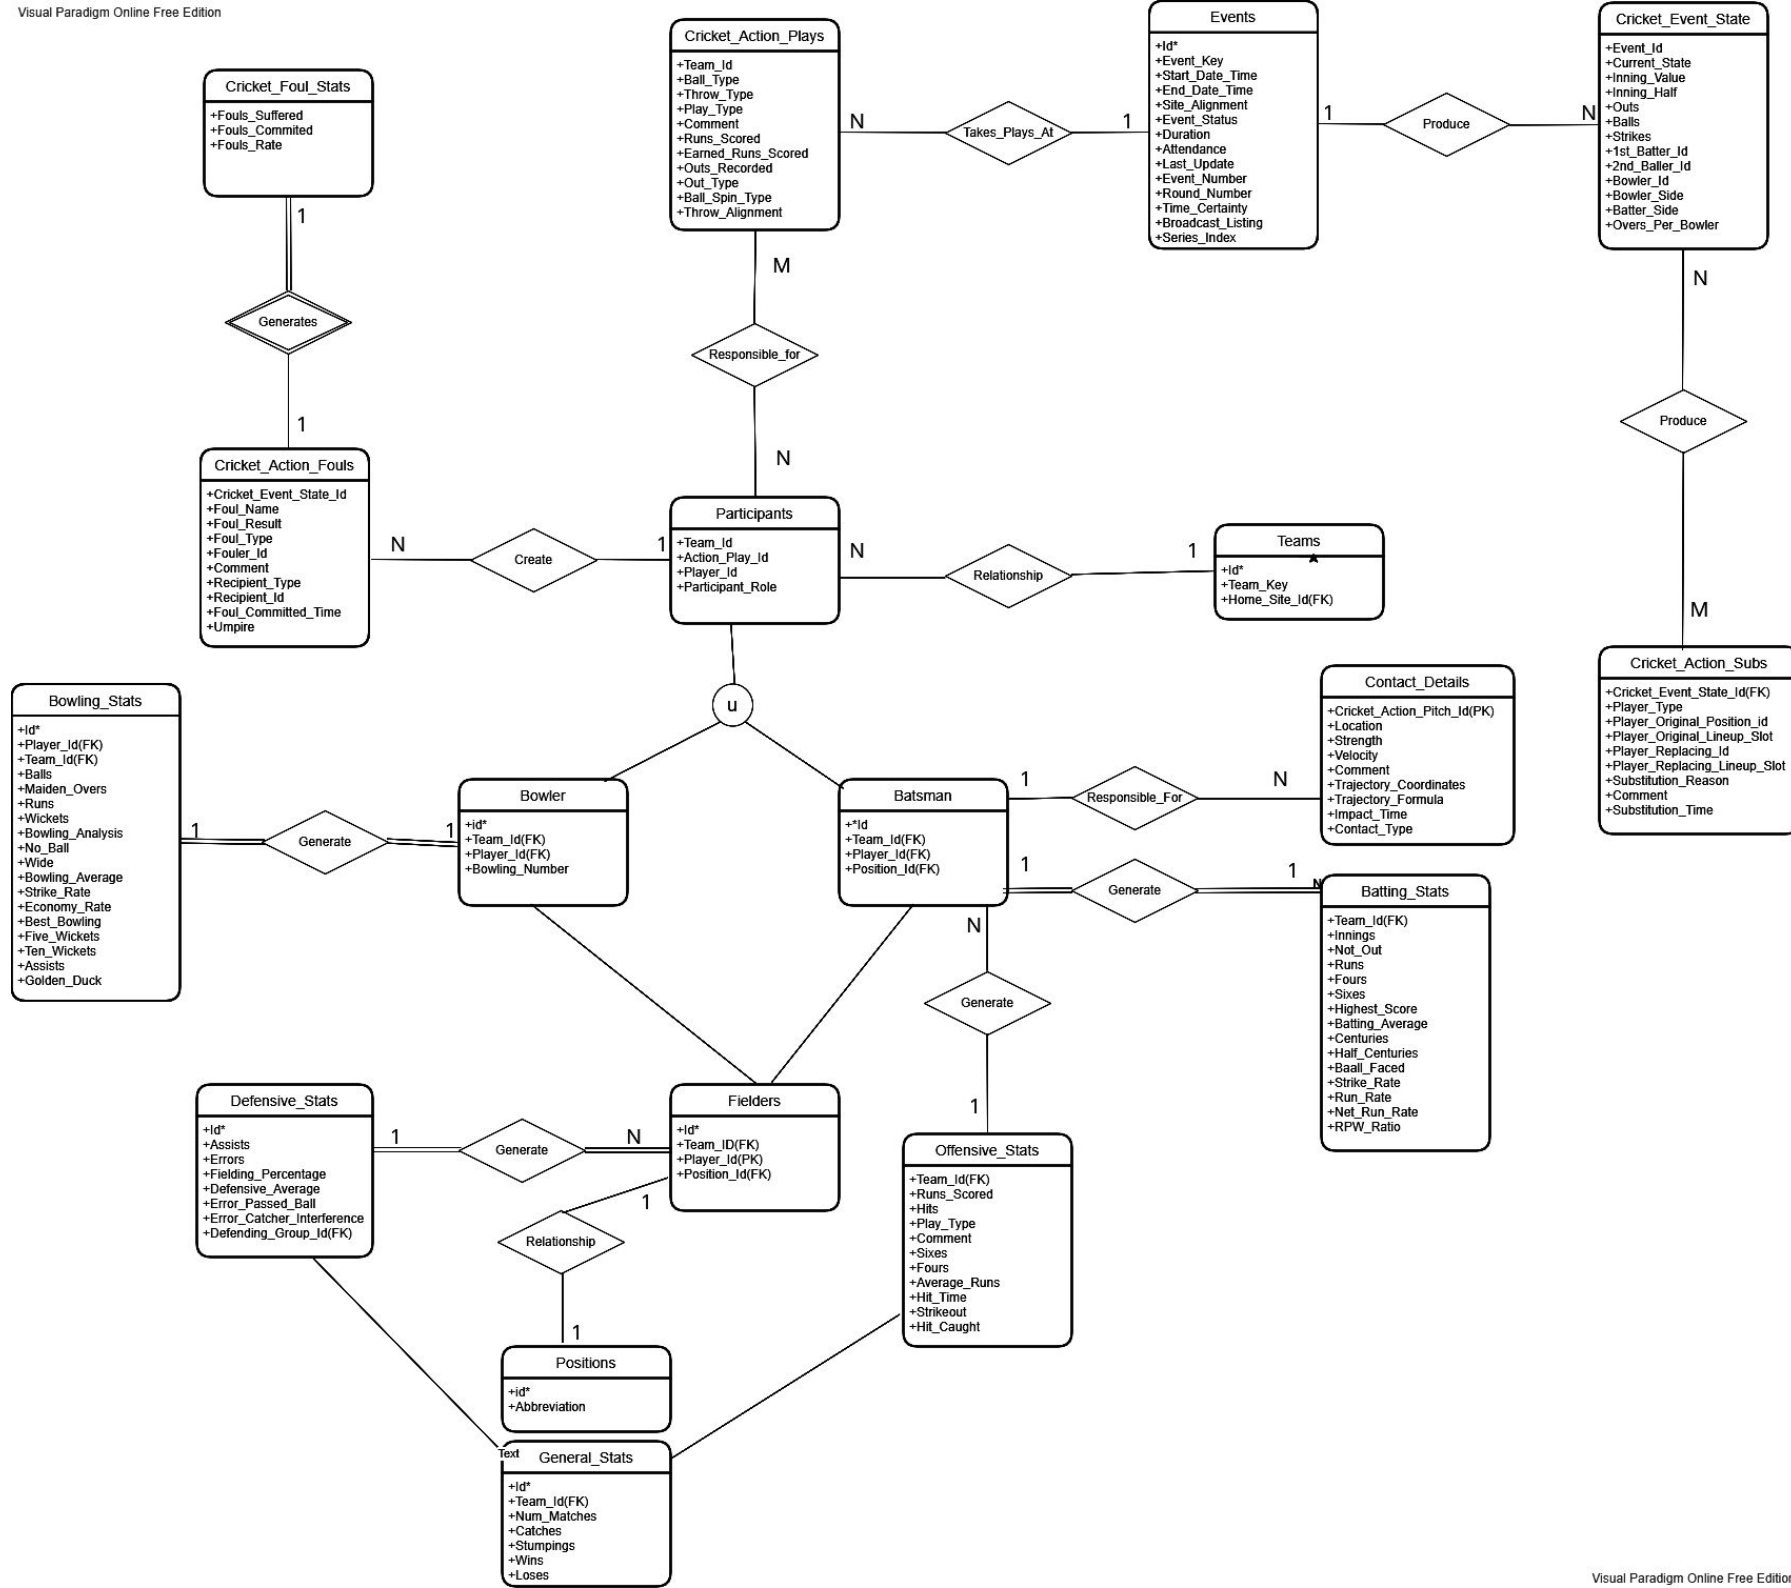 Visual Paradigm Online Free Edition
Cricket_Foul_Stats
+Fouls_Suffered
+Fouls_Commited
+Fouls_Rate
1
Generates
1
Cricket_Action_Plays
+Team_Id
+Ball_Type
+Throw_Type
+Play_Type
+Comment
+Runs_Scored
+Earned_Runs_Scored
+Outs_Recorded
+Out_Type
+Ball_Spin_Type
+Throw_Alignment
N
Takes_Plays_At
1
Events
+Id*
+Event_Key
+Start_Date_Time
+End_Date_Time
+Site_Alignment
+Event_Status
+Duration
+Attendance
+Last_Update
+Event_Number
+Round_Number
+Time_Certainty
+Broadcast_Listing
+Series_Index
1
Produce
N
Cricket_Event_State
+Event_Id
+Current_State
+Inning_Value
+Inning_Half
+Outs
+Balls
+Strikes
+1st_Batter_Id
+2nd_Baller_Id
+Bowler_Id
+Bowler_Side
+Batter_Side
+Overs_Per_Bowler
M
Responsible_for
N
N
Produce
M
Cricket_Action_Fouls
+Cricket_Event_State_Id
+Foul_Name
+Foul_Result
+Foul_Type
+Fouler_Id
+Comment
+Recipient_Type
+Recipient_Id
+Foul_Committed_Time
+Umpire
N
Create
1
Participants
+Team_Id
+Action_Play_Id
+Player_Id
+Participant_Role
N
Relationship
1
Teams
+Id*
+Team_Key
+Home_Site_Id(FK)
Cricket_Action_Subs
+Cricket_Event_State_Id(FK)
+Player_Type
+Player_Original_Position_id
+Player_Original_Lineup_Slot
+Player_Replacing_Id
+Player_Replacing_Lineup_Slot
+Substitution_Reason
+Comment
+Substitution_Time
u
Bowling_Stats
+Id*
+Player_Id(FK)
+Team_Id(FK)
+Balls
+Maiden_Overs
+Runs
+Wickets
+Bowling_Analysis
+No_Ball
+Wide
+Bowling_Average
+Strike_Rate
+Economy_Rate
+Best_Bowling
+Five_Wickets
+Ten_Wickets
+Assists
+Golden_Duck
1
Generate
1
Bowler
+id*
+Team_Id(FK)
+Player_Id(FK)
+Bowling_Number
Batsman
+*Id
+Team_Id(FK)
+Player_Id(FK)
+Position_Id(FK)
1
Responsible_For
N
Contact_Details
+Cricket_Action_Pitch_Id(PK)
+Location
+Strength
+Velocity
+Comment
+Trajectory_Coordinates
+Trajectory_Formula
+Impact_Time
+Contact_Type
1
Generate
1
N
Batting_Stats
+Team_Id(FK)
+Innings
+Not_Out
+Runs
+Fours
+Sixes
+Highest_Score
+Batting_Average
+Centuries
+Half_Centuries
+Baall_Faced
+Strike_Rate
+Run_Rate
+Net_Run_Rate
+RPW_Ratio
N
Generate
1
Defensive_Stats
+Id*
+Assists
+Errors
+Fielding_Percentage
+Defensive_Average
+Error_Passed_Ball
+Error_Catcher_Interference
+Defending_Group_Id(FK)
1
Generate
N
Fielders
+Id*
+Team_ID(FK)
+Player_Id(PK)
+Position_Id(FK)
1
Relationship
1
Offensive_Stats
+Team_Id(FK)
+Runs_Scored
+Hits
+Play_Type
+Comment
+Sixes
+Fours
+Average_Runs
+Hit_Time
+Strikeout
+Hit_Caught
Positions
+id*
+Abbreviation
Text
General_Stats
+Id*
+Team_Id(FK)
+Num_Matches
+Catches
+Stumpings
+Wins
+Loses
Visual Paradigm Online Free Edition